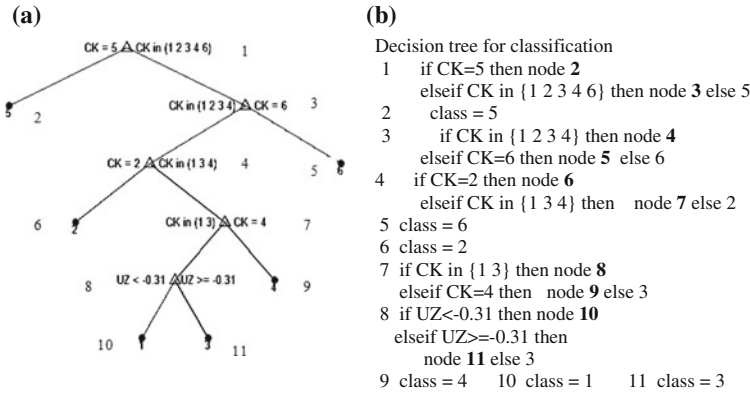 (a)
CK = 5 CK in (1 2 3 4 6) 1
5 2
CK in (1 2 3 4) CK = 6 3
CK = 2 CK in (1 3 4) 4
5 6
6 2
CK in (1 3) CK = 4 7
8 UZ < -0.31 UZ >= -0.31
4 9
10 1 3 11
(b)
Decision tree for classification
1 if CK=5 then node 2
elseif CK in {1 2 3 4 6} then node 3 else 5
2 class = 5
3 if CK in {1 2 3 4} then node 4
elseif CK=6 then node 5 else 6
4 if CK=2 then node 6
elseif CK in {1 3 4} then node 7 else 2
5 class = 6
6 class = 2
7 if CK in {1 3} then node 8
elseif CK=4 then node 9 else 3
8 if UZ<-0.31 then node 10
elseif UZ>=-0.31 then
node 11 else 3
9 class = 4 10 class = 1 11 class = 3